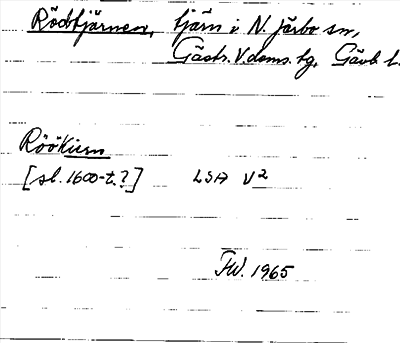 Rödtjärnen, tjärn i N. Järbo sn,
Gästr. V. doms. tg, Gävl. l.
Röökiern
[sl. 1600-t.?] LSA V2
FW. 1965